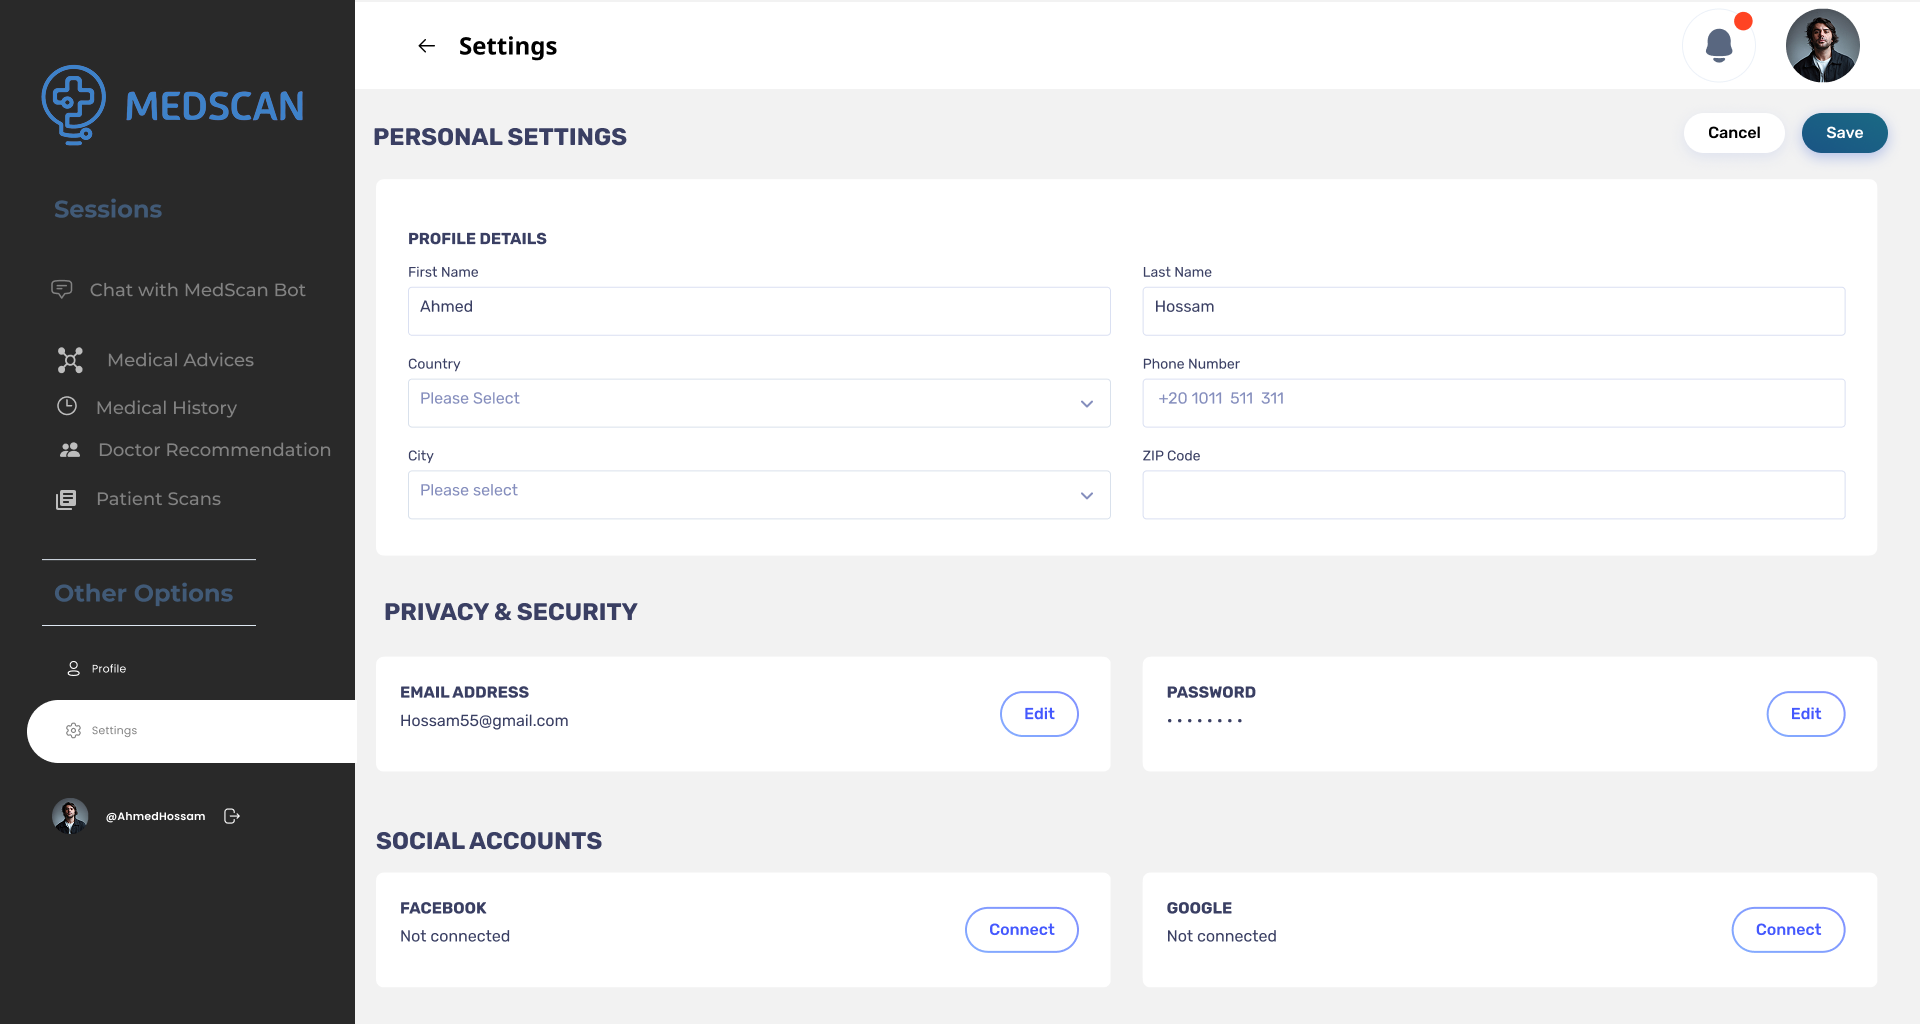 MEDSCAN
Sessions
Chat with MedScan Bot
Medical Advices
Medical History
Doctor Recommendation
Patient Scans
Other Options
Profile
Settings
@AhmedHossam
Settings
PERSONAL SETTINGS
Cancel
Save
PROFILE DETAILS
First Name
Ahmed
Last Name
Hossam
Country
Please Select
Phone Number
+20 1011 511 311
City
Please select
ZIP Code
PRIVACY & SECURITY
EMAIL ADDRESS
Hossam55@gmail.com
Edit
PASSWORD
• • • • • • • •
Edit
SOCIAL ACCOUNTS
FACEBOOK
Not connected
Connect
GOOGLE
Not connected
Connect